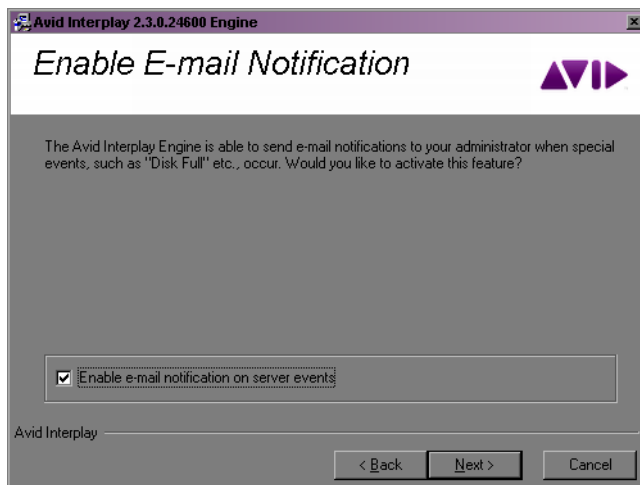 Avid Interplay 2.3.0.24600 Engine
Enable E-mail Notification
AVID
The Avid Interplay Engine is able to send e-mail notifications to your administrator when special
events, such as "Disk Full" etc., occur. Would you like to activate this feature?
Enable e-mail notification on server events
Avid Interplay
< Back Next > Cancel